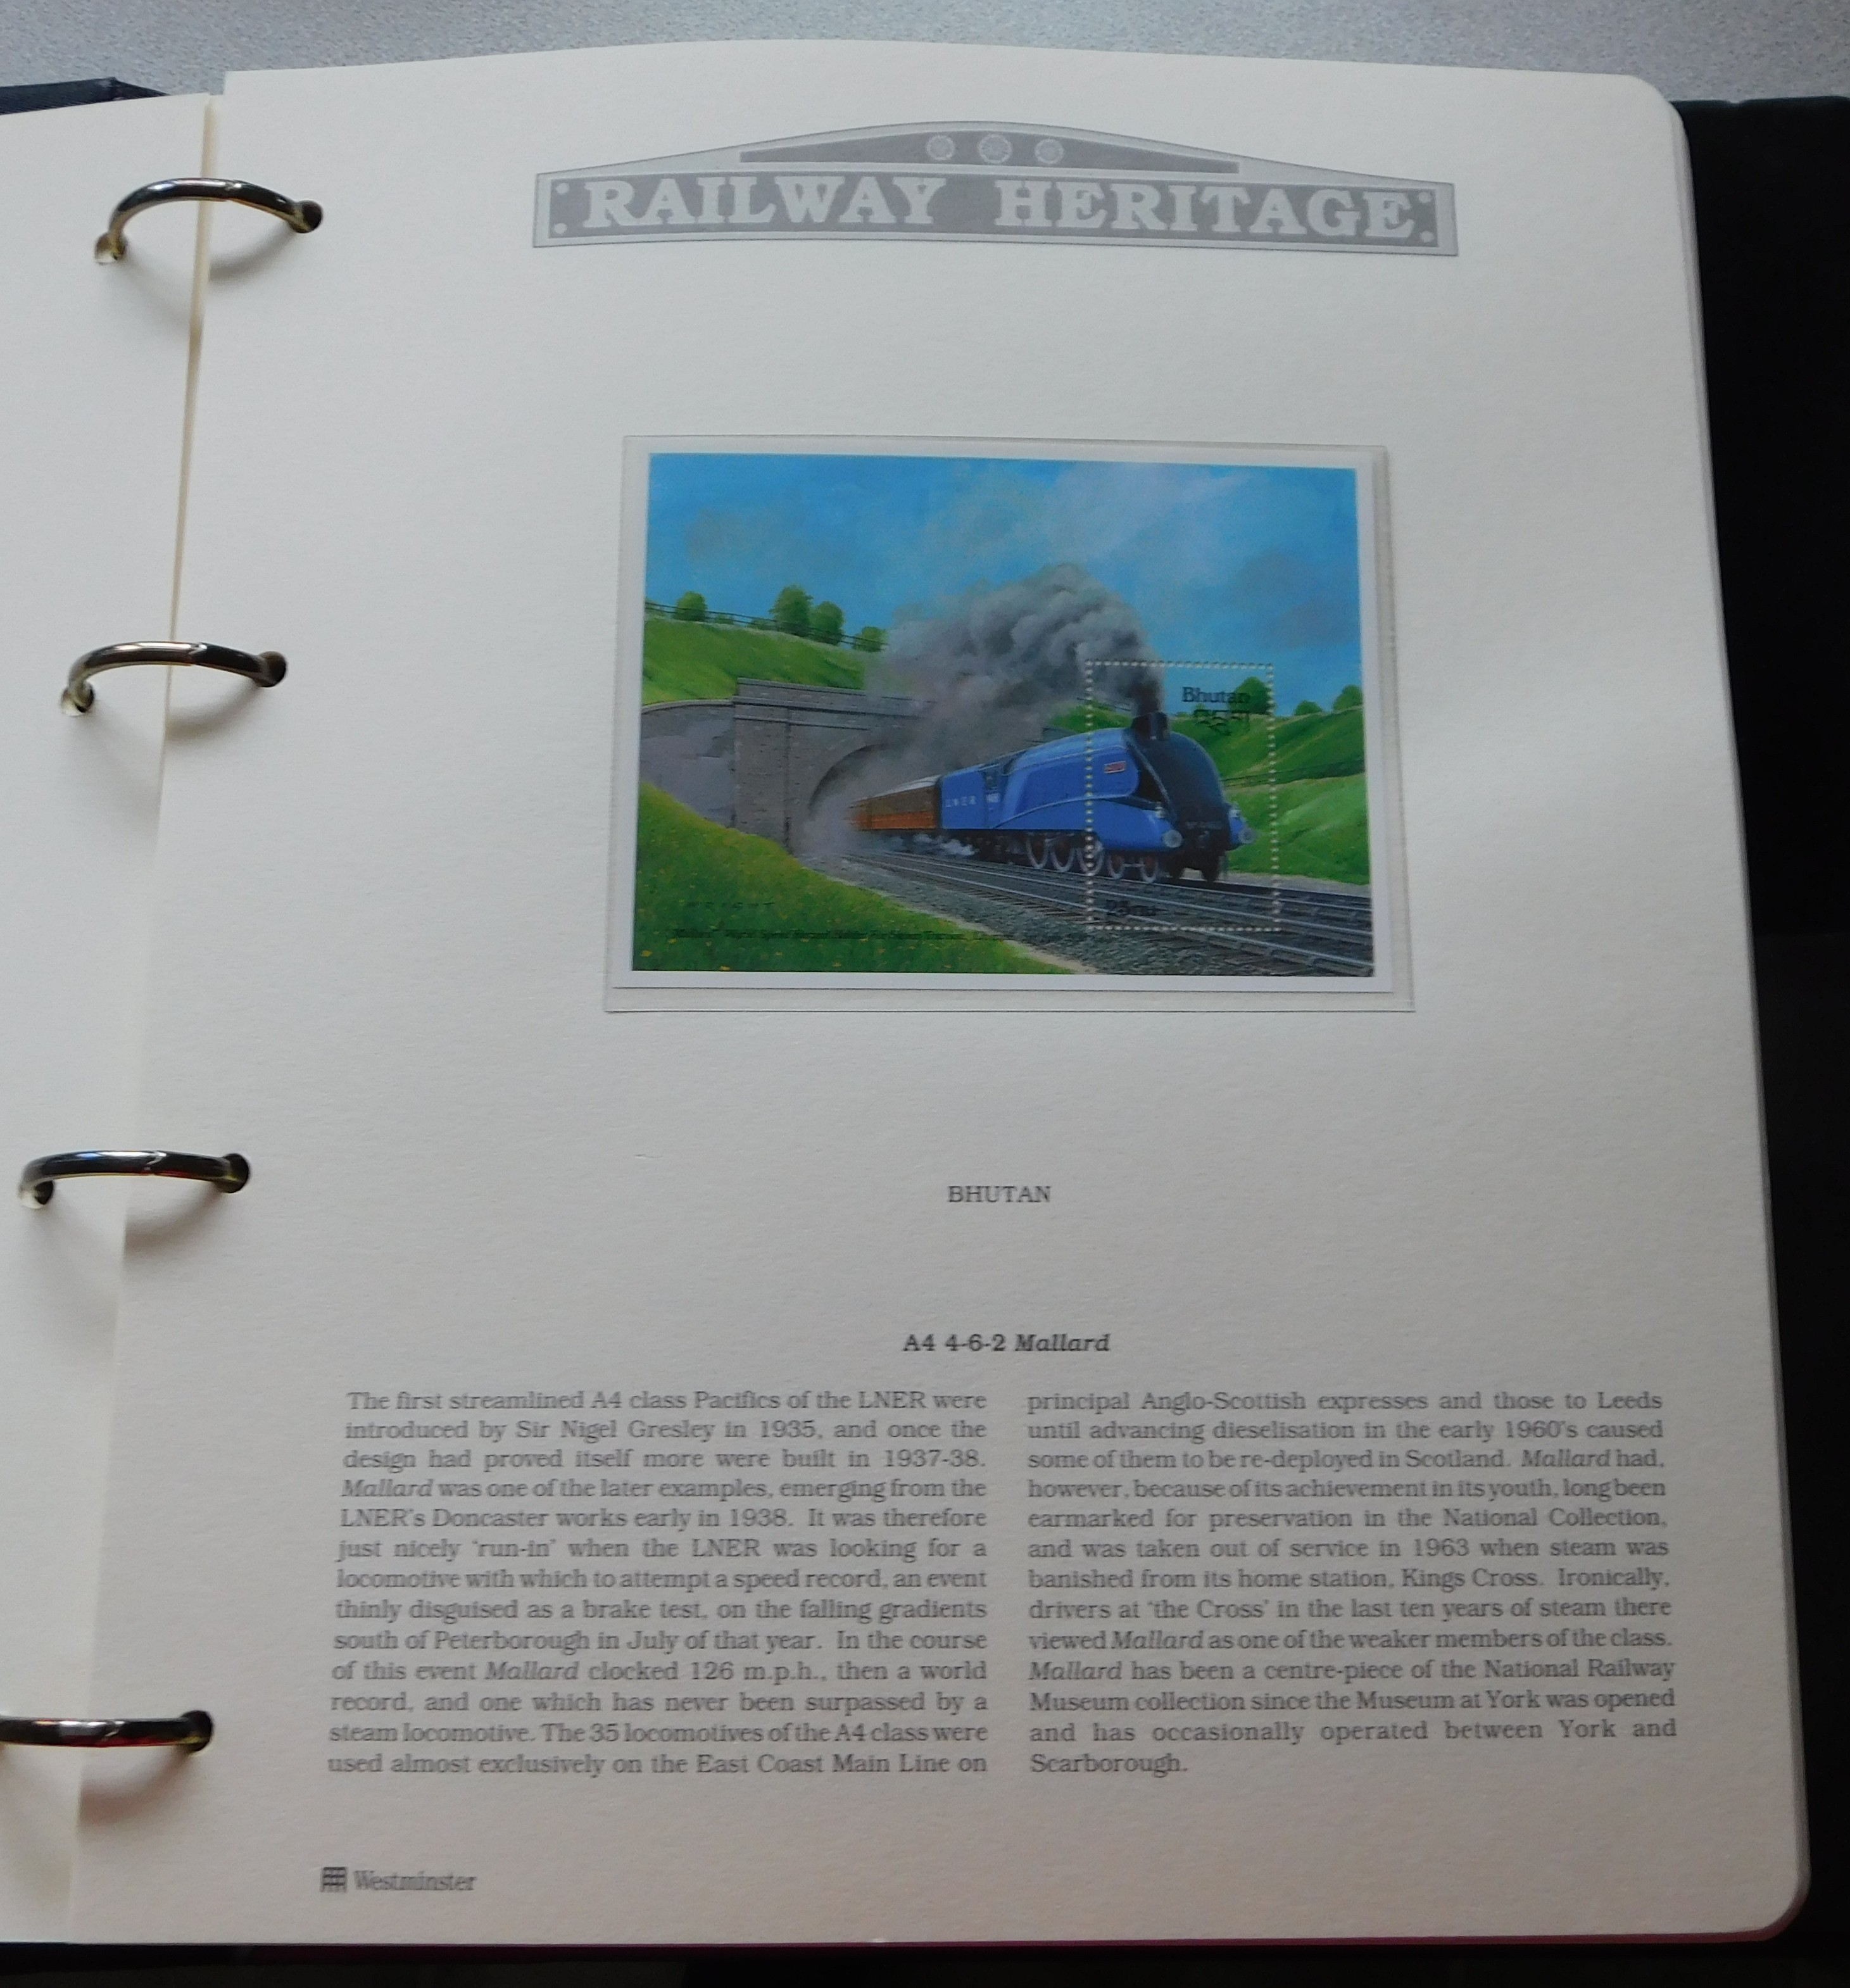 RAILWAY HERITAGE
Bhutan
WRIGHT
BHUTAN
A4 4-6-2 Mallard
The first streamlined A4 class Pacifics of the LNER were
introduced by Sir Nigel Gresley in 1935, and once the
design had proved itself more were built in 1937-38.
Mallard was one of the later examples, emerging from the
LNER's Doncaster works early in 1938. It was therefore
just nicely 'run-in' when the LNER was looking for a
locomotive with which to attempt a speed record, an event
thinly disguised as a brake test, on the falling gradients
south of Peterborough in July of that year. In the course
of this event Mallard clocked 126 m.p.h., then a world
record, and one which has never been surpassed by a
steam locomotive. The 35 locomotives of the A4 class were
used almost exclusively on the East Coast Main Line on
principal Anglo-Scottish expresses and those to Leeds
until advancing dieselisation in the early 1960's caused
some of them to be re-deployed in Scotland. Mallard had,
however, because of its achievement in its youth, long been
earmarked for preservation in the National Collection,
and was taken out of service in 1963 when steam was
banished from its home station, Kings Cross. Ironically,
drivers at 'the Cross' in the last ten years of steam there
viewed Mallard as one of the weaker members of the class.
Mallard has been a centre-piece of the National Railway
Museum collection since the Museum at York was opened
and has occasionally operated between York and
Scarborough.
Westminster